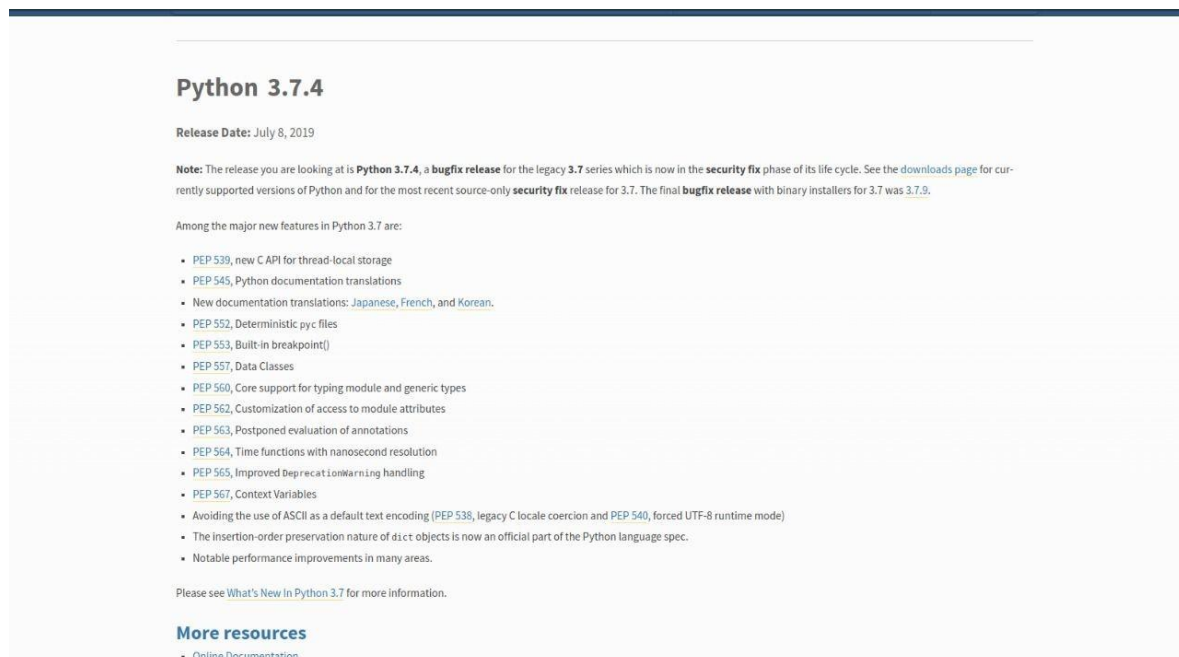 Python 3.7.4
Release Date: July 8, 2019
Note: The release you are looking at is Python 3.7.4, a bugfix release for the legacy 3.7 series which is now in the security fix phase of its life cycle. See the downloads page for cur-
rently supported versions of Python and for the most recent source-only security fix release for 3.7. The final bugfix release with binary installers for 3.7 was 3.7.9.
Among the major new features in Python 3.7 are:
▪ PEP 539, new C API for thread-local storage
▪ PEP 545, Python documentation translations
▪ New documentation translations: Japanese, French, and Korean.
▪ PEP 552, Deterministic pyc files
▪ PEP 553, Built-in breakpoint()
▪ PEP 557, Data Classes
▪ PEP 560, Core support for typing module and generic types
▪ PEP 562, Customization of access to module attributes
▪ PEP 563, Postponed evaluation of annotations
▪ PEP 564, Time functions with nanosecond resolution
▪ PEP 565, Improved DeprecationWarning handling
▪ PEP 567, Context Variables
▪ Avoiding the use of ASCII as a default text encoding (PEP 538, legacy C locale coercion and PEP 540, forced UTF-8 runtime mode)
▪ The insertion-order preservation nature of dict objects is now an official part of the Python language spec.
▪ Notable performance improvements in many areas.
Please see What's New In Python 3.7 for more information.
More resources
▪ Online Documentation